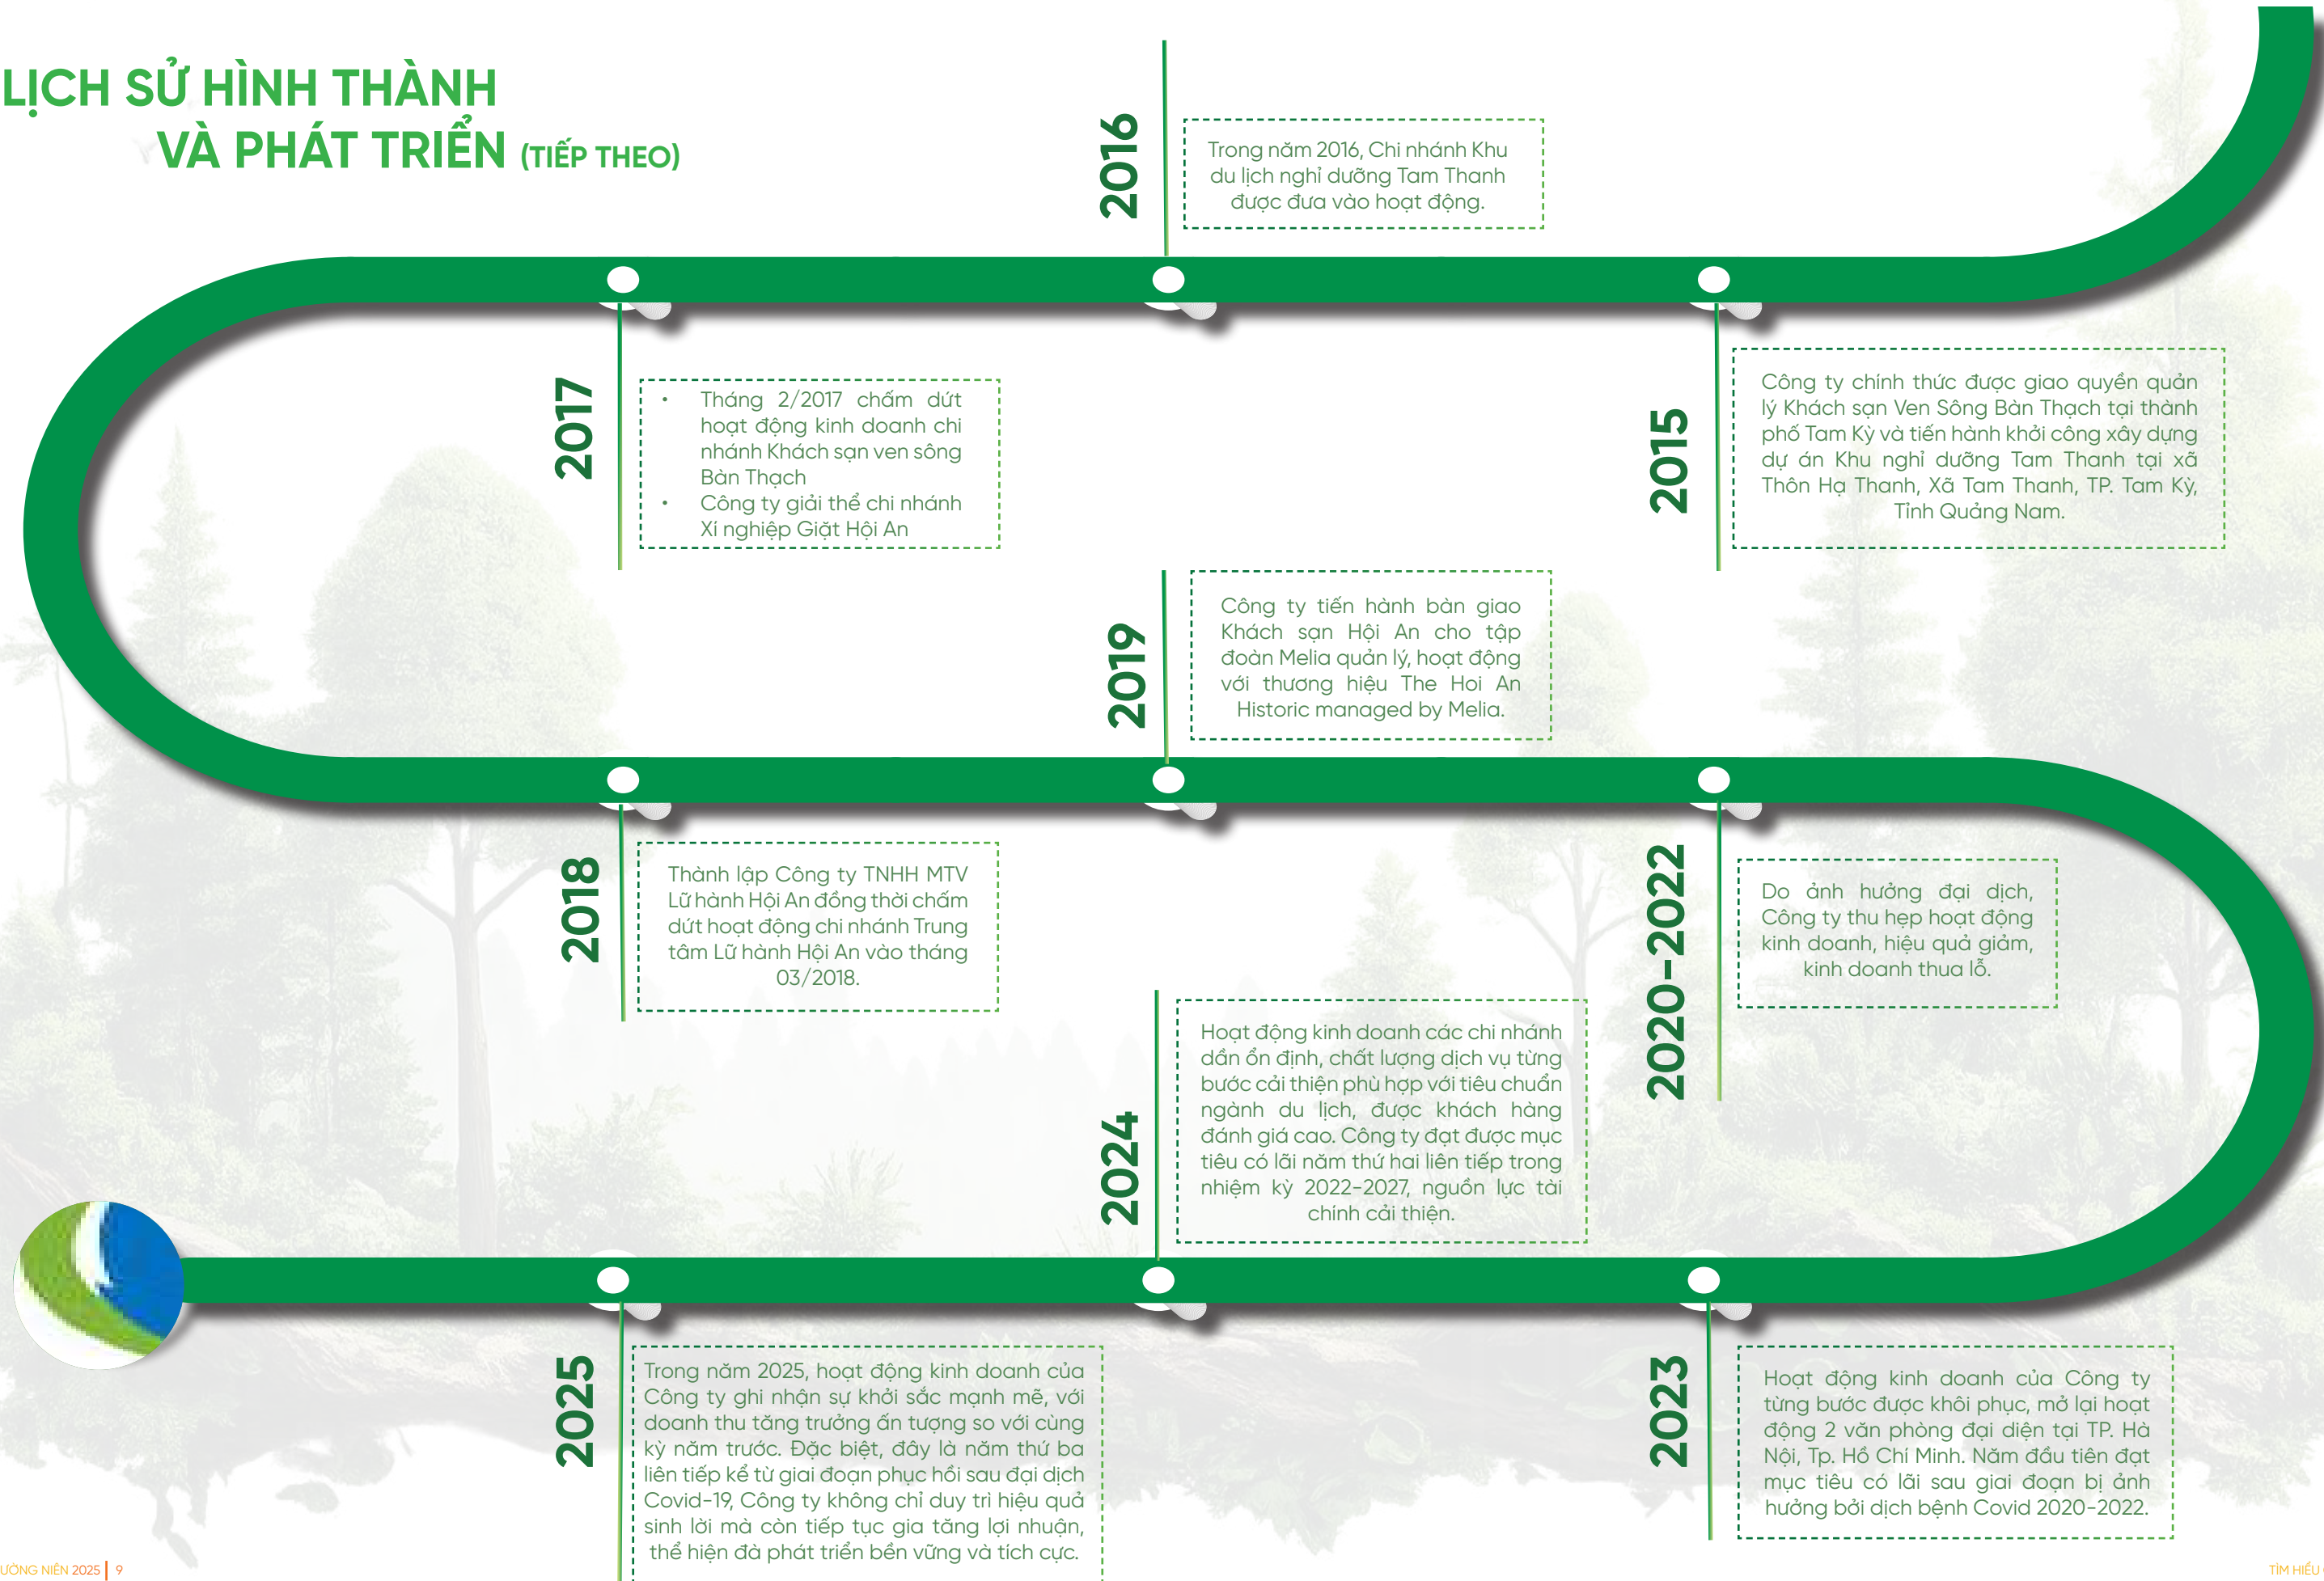 LỊCH SỬ HÌNH THÀNH
VÀ PHÁT TRIỂN (TIẾP THEO)
2016
Trong năm 2016, Chi nhánh Khu
du lịch nghỉ dưỡng Tam Thanh
được đưa vào hoạt động.
2017
• Tháng 2/2017 chấm dứt
hoạt động kinh doanh chi
nhánh Khách sạn ven sông
Bàn Thạch
• Công ty giải thể chi nhánh
Xí nghiệp Giặt Hội An
2015
Công ty chính thức được giao quyền quản
lý Khách sạn Ven Sông Bàn Thạch tại thành
phố Tam Kỳ và tiến hành khởi công xây dựng
dự án Khu nghỉ dưỡng Tam Thanh tại xã
Thôn Hạ Thanh, Xã Tam Thanh, TP. Tam Kỳ,
Tỉnh Quảng Nam.
2019
Công ty tiến hành bàn giao
Khách sạn Hội An cho tập
đoàn Melia quản lý, hoạt động
với thương hiệu The Hoi An
Historic managed by Melia.
2018
Thành lập Công ty TNHH MTV
Lữ hành Hội An đồng thời chấm
dứt hoạt động chi nhánh Trung
tâm Lữ hành Hội An vào tháng
03/2018.
2020-2022
Do ảnh hưởng đại dịch,
Công ty thu hẹp hoạt động
kinh doanh, hiệu quả giảm,
kinh doanh thua lỗ.
2024
Hoạt động kinh doanh các chi nhánh
dần ổn định, chất lượng dịch vụ từng
bước cải thiện phù hợp với tiêu chuẩn
ngành du lịch, được khách hàng
đánh giá cao. Công ty đạt được mục
tiêu có lãi năm thứ hai liên tiếp trong
nhiệm kỳ 2022-2027, nguồn lực tài
chính cải thiện.
2025
Trong năm 2025, hoạt động kinh doanh của
Công ty ghi nhận sự khởi sắc mạnh mẽ, với
doanh thu tăng trưởng ấn tượng so với cùng
kỳ năm trước. Đặc biệt, đây là năm thứ ba
liên tiếp kể từ giai đoạn phục hồi sau đại dịch
Covid-19, Công ty không chỉ duy trì hiệu quả
sinh lời mà còn tiếp tục gia tăng lợi nhuận,
thể hiện đà phát triển bền vững và tích cực.
2023
Hoạt động kinh doanh của Công ty
từng bước được khôi phục, mở lại hoạt
động 2 văn phòng đại diện tại TP. Hà
Nội, Tp. Hồ Chí Minh. Năm đầu tiên đạt
mục tiêu có lãi sau giai đoạn bị ảnh
hưởng bởi dịch bệnh Covid 2020-2022.
ƯỜNG NIÊN 2025 | 9
TÌM HIỂU